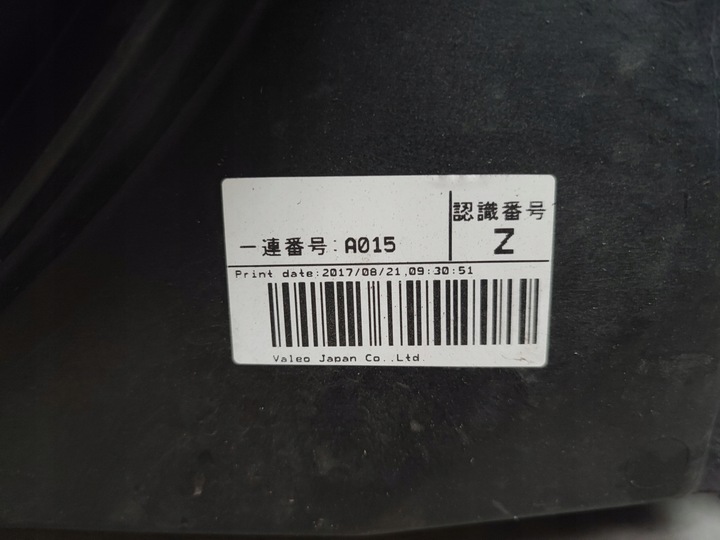 認識番号
一連番号:A015
Z
Print date:2017/08/21,09:30:51
Valeo Japan Co.,Ltd.